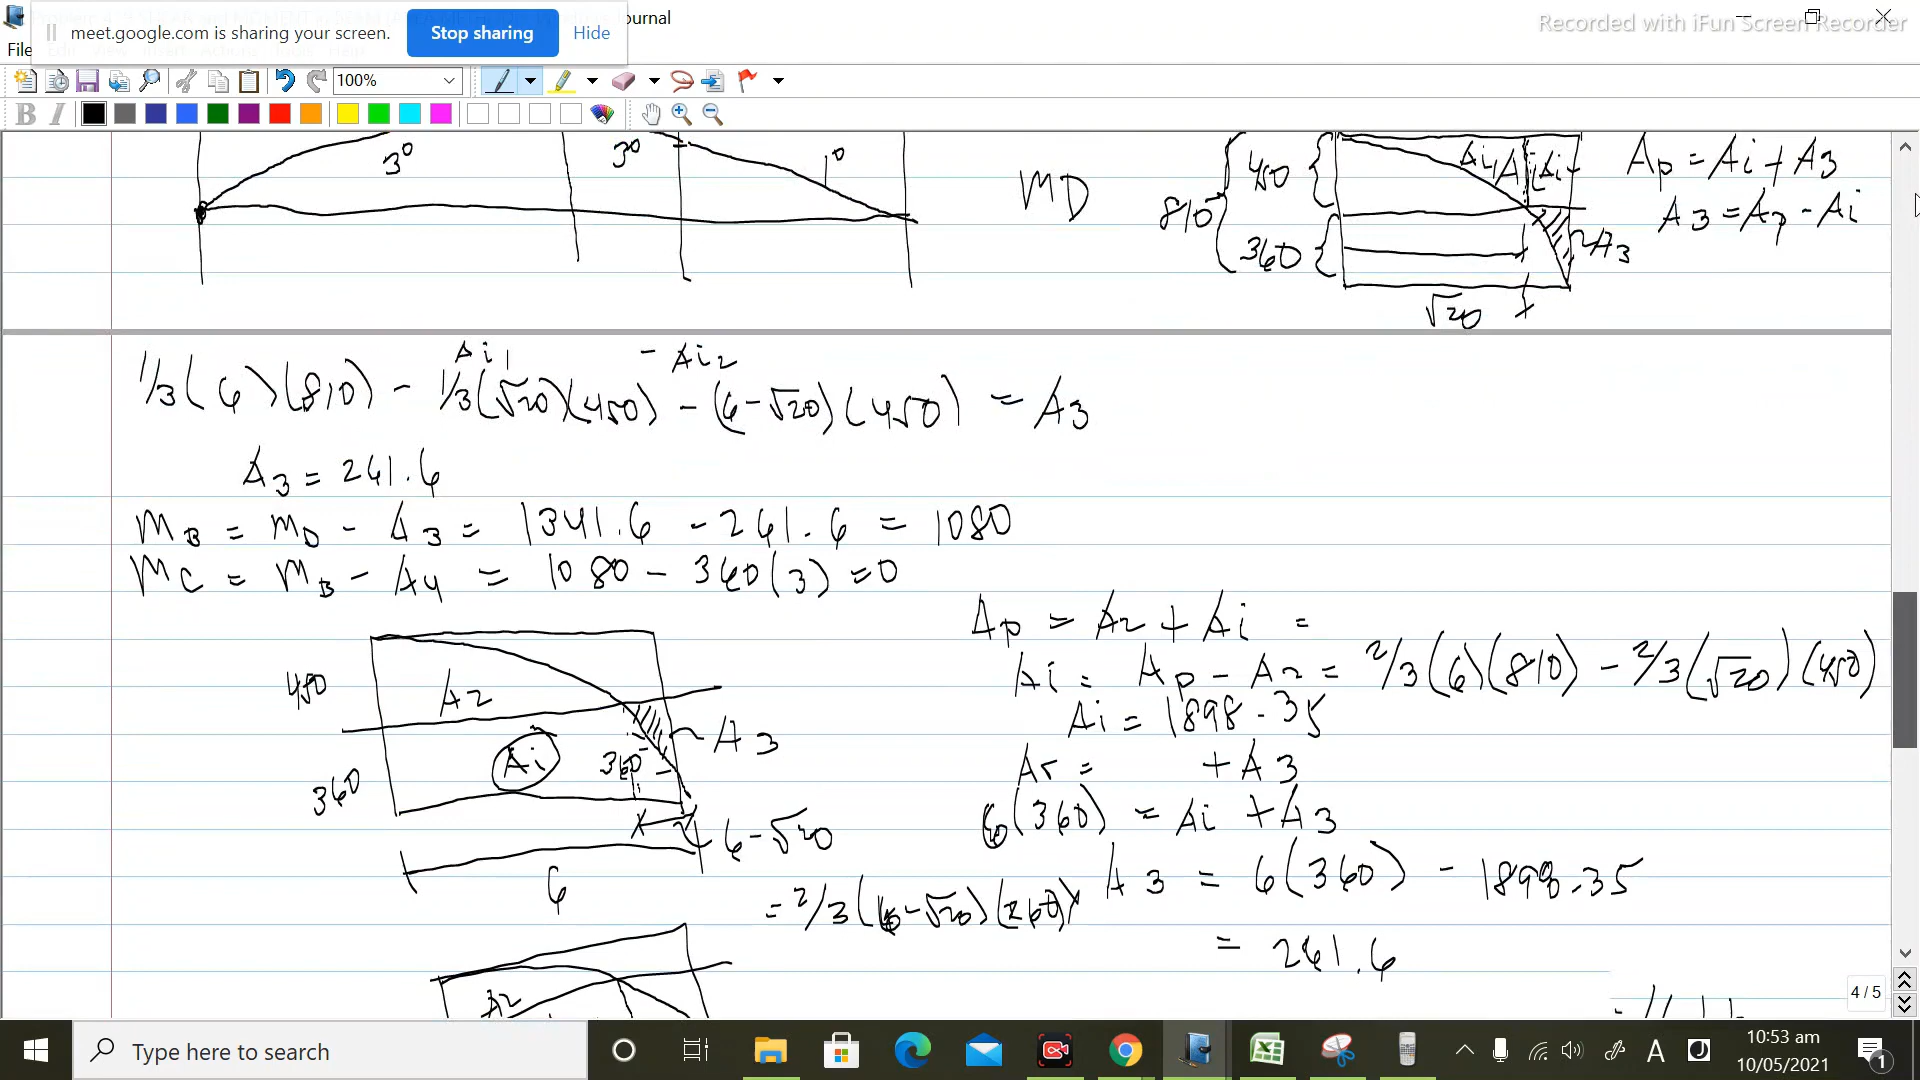 Journal
Recorded with iFun Screen Recorder
meet.google.com is sharing your screen.
Stop sharing
Hide
File
100%
B I
3°
3°
1°
MD
810
450
360
√20
Ai
A3
Ap = Ai + A3
A3 = Ap - Ai
Ai1 - Ai2
1/3(6)(810) - 1/3(√20)(450) - (6-√20)(450) = A3
A3 = 241.6
MB = MD - A3 = 1341.6 - 261.6 = 1080
MC = MB - A4 = 1080 - 360(3) = 0
Ap = A2 + Ai =
Ai = Ap - A2 = 2/3(6)(810) - 2/3(√20)(450)
Ai = 1898.35
Ar = + A3
6(360) = Ai + A3
A3 = 6(360) - 1898.35
= 261.6
450
A2
A3
Ai
360
360
6-√20
6
= 2/3(6-√20)(360)
A2
4 / 5
Type here to search
A
10:53 am
10/05/2021
1